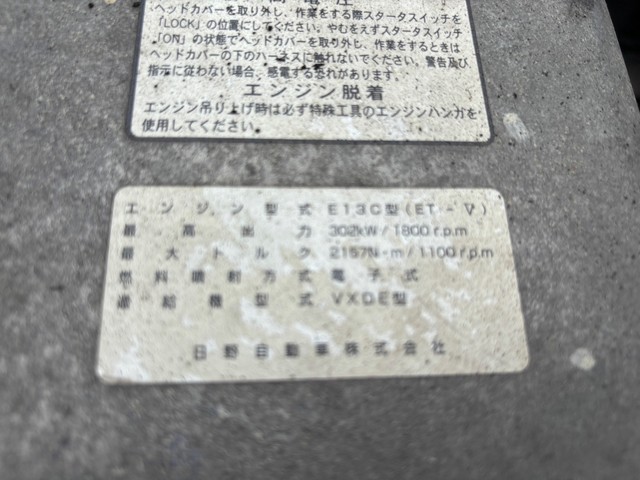 高電圧
ヘッドカバーを取り外し、作業をする際スタータスイッチを
「LOCK」の位置にしてください。やむをえずスタータスイッチ
「ON」の状態でヘッドカバーを取り外し、作業をするときは
ヘッドカバーの下のハーネスに触れないでください。警告及び
指示に従わない場合、感電する恐れがあります。
エンジン脱着
エンジン吊り上げ時は必ず特殊工具のエンジンハンガを
使用してください。
エンジン型式 E13C型(ET-Ⅴ)
最高出力 302kW/1800r.p.m
最大トルク 2157N-m/1100r.p.m
燃料噴射方式 電子式
過給機型式 VXDE型
日野自動車株式会社